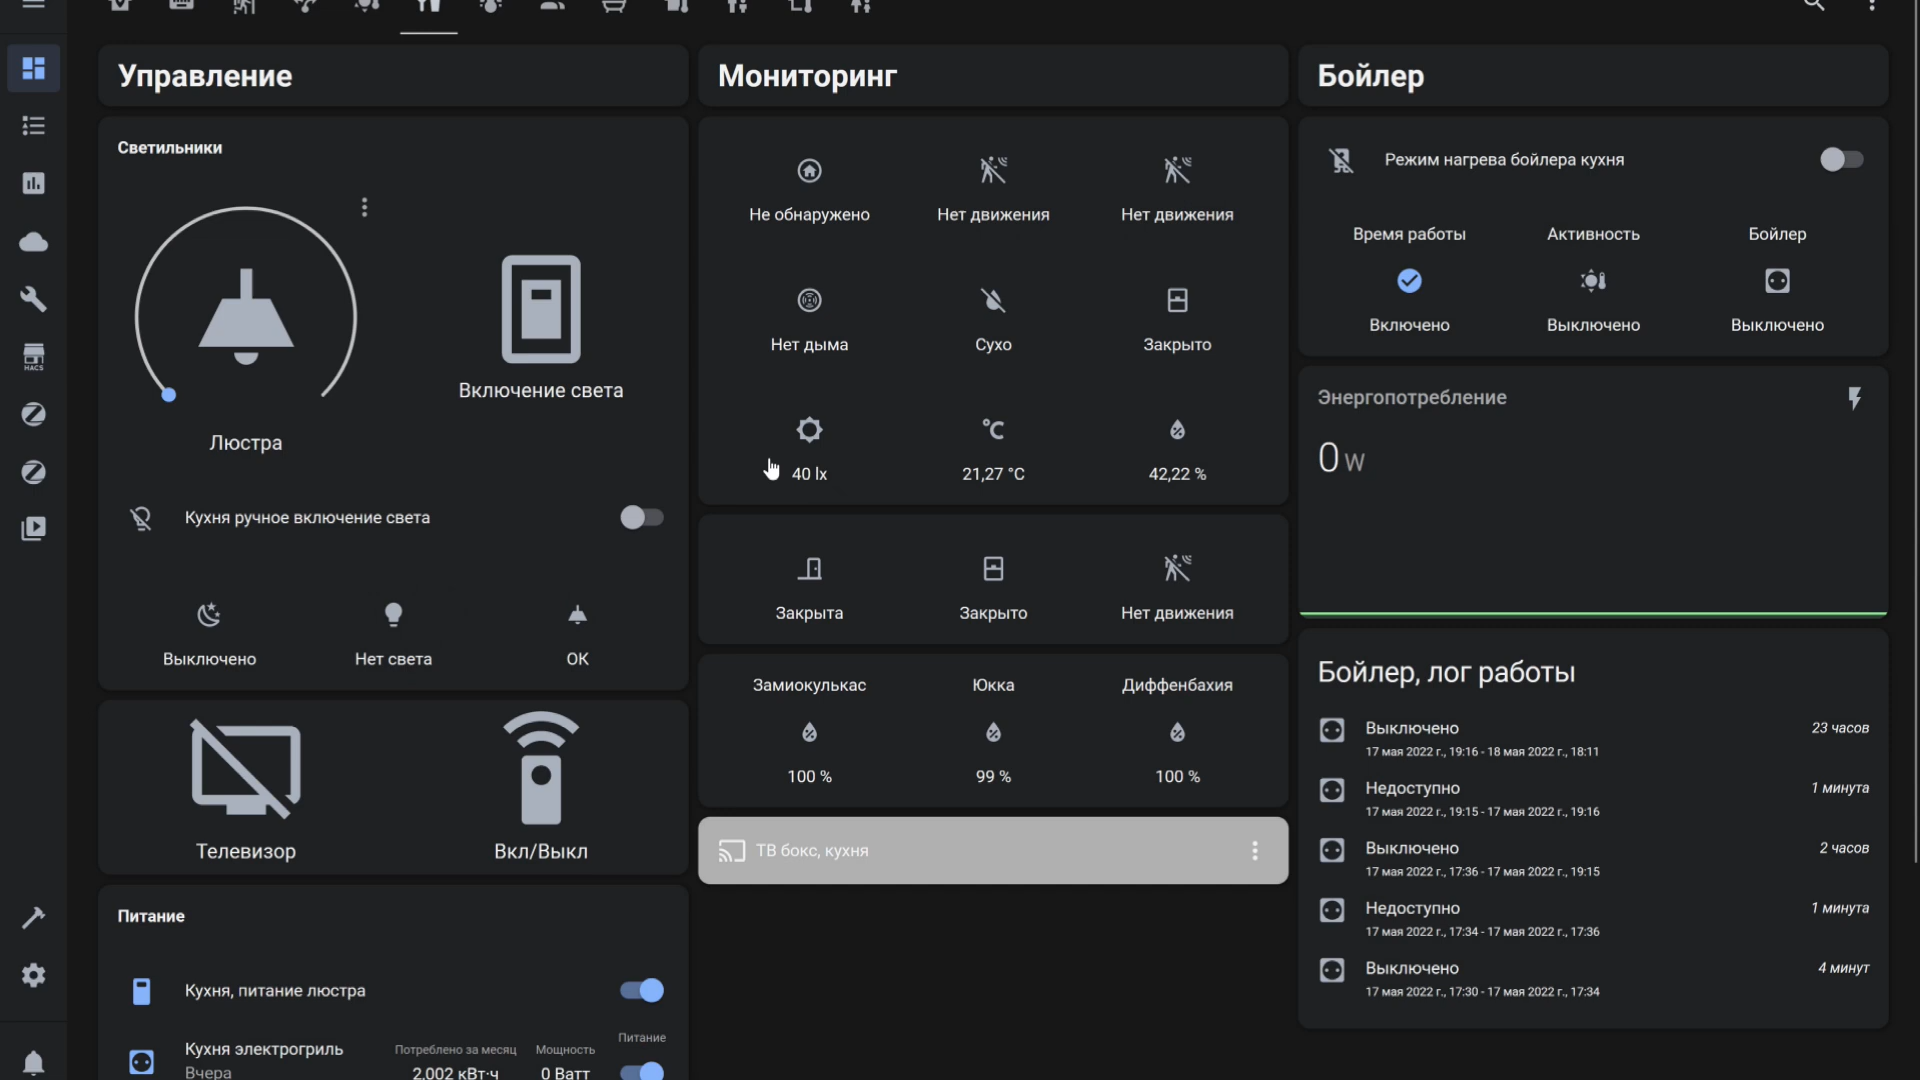 HACS
Управление
Светильники
Люстра
Включение света
Кухня ручное включение света
Выключено
Нет света
ОК
Телевизор
Вкл/Выкл
Питание
Кухня, питание люстра
Кухня электрогриль
Вчера
Потреблено за месяц
2,002 кВт·ч
Мощность
0 Ватт
Питание
Мониторинг
Не обнаружено
Нет движения
Нет движения
Нет дыма
Сухо
Закрыто
40 lx
°C
21,27 °C
42,22 %
Закрыта
Закрыто
Нет движения
Замиокулькас
Юкка
Диффенбахия
100 %
99 %
100 %
ТВ бокс, кухня
Бойлер
Режим нагрева бойлера кухня
Время работы
Активность
Бойлер
Включено
Выключено
Выключено
Энергопотребление
0 W
Бойлер, лог работы
Выключено
23 часов
17 мая 2022 г., 19:16 - 18 мая 2022 г., 18:11
Недоступно
1 минута
17 мая 2022 г., 19:15 - 17 мая 2022 г., 19:16
Выключено
2 часов
17 мая 2022 г., 17:36 - 17 мая 2022 г., 19:15
Недоступно
1 минута
17 мая 2022 г., 17:34 - 17 мая 2022 г., 17:36
Выключено
4 минут
17 мая 2022 г., 17:30 - 17 мая 2022 г., 17:34